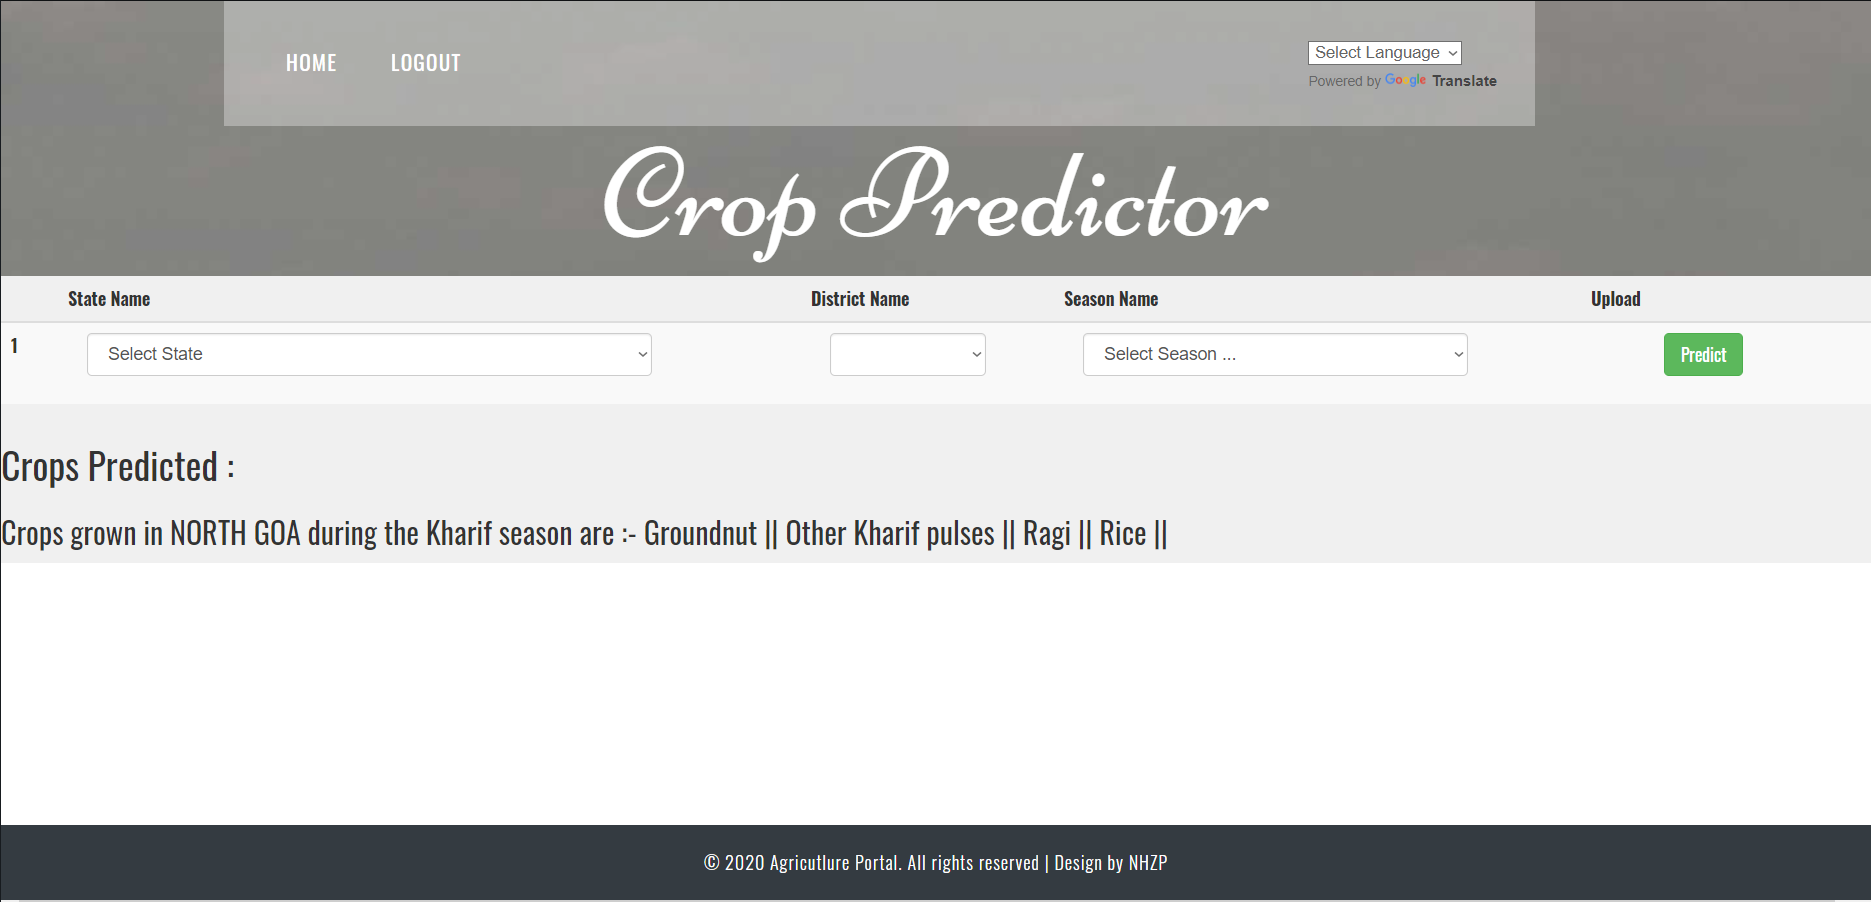 HOME LOGOUT
Select Language
Powered by Google Translate
Crop Predictor
State Name District Name Season Name Upload
1 Select State Select Season ... Predict
Crops Predicted :
Crops grown in NORTH GOA during the Kharif season are :- Groundnut || Other Kharif pulses || Ragi || Rice ||
© 2020 Agricutlure Portal. All rights reserved | Design by NHZP